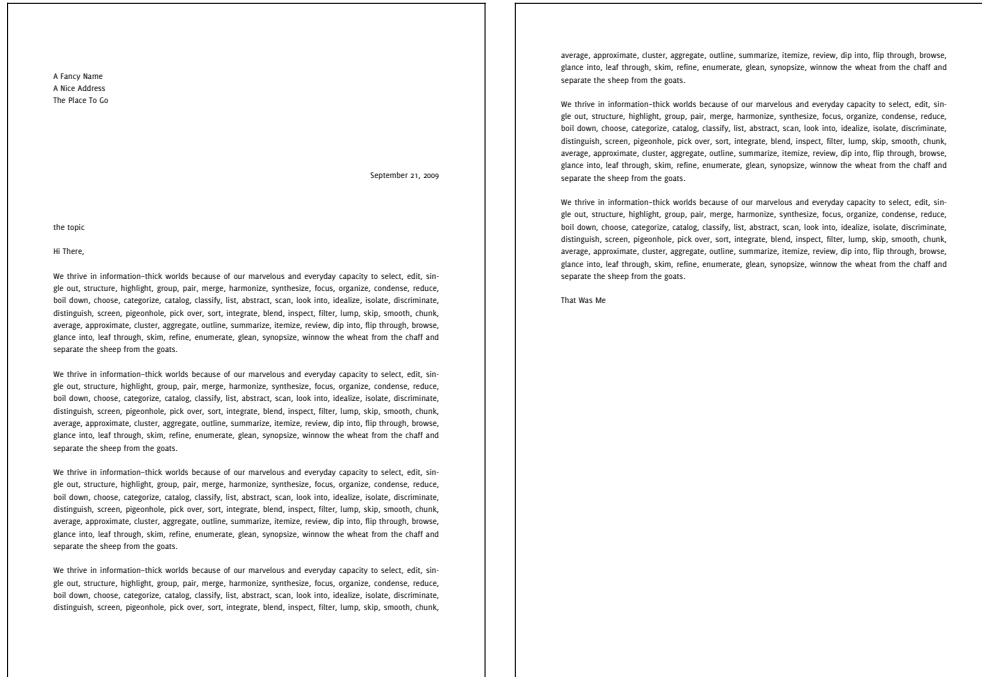 A Fancy Name
A Nice Address
The Place To Go
September 21, 2009
the topic
Hi There,
We thrive in information-thick worlds because of our marvelous and everyday capacity to select, edit, sin-
gle out, structure, highlight, group, pair, merge, harmonize, synthesize, focus, organize, condense, reduce,
boil down, choose, categorize, catalog, classify, list, abstract, scan, look into, idealize, isolate, discriminate,
distinguish, screen, pigeonhole, pick over, sort, integrate, blend, inspect, filter, lump, skip, smooth, chunk,
average, approximate, cluster, aggregate, outline, summarize, itemize, review, dip into, flip through, browse,
glance into, leaf through, skim, refine, enumerate, glean, synopsize, winnow the wheat from the chaff and
separate the sheep from the goats.
We thrive in information-thick worlds because of our marvelous and everyday capacity to select, edit, sin-
gle out, structure, highlight, group, pair, merge, harmonize, synthesize, focus, organize, condense, reduce,
boil down, choose, categorize, catalog, classify, list, abstract, scan, look into, idealize, isolate, discriminate,
distinguish, screen, pigeonhole, pick over, sort, integrate, blend, inspect, filter, lump, skip, smooth, chunk,
average, approximate, cluster, aggregate, outline, summarize, itemize, review, dip into, flip through, browse,
glance into, leaf through, skim, refine, enumerate, glean, synopsize, winnow the wheat from the chaff and
separate the sheep from the goats.
We thrive in information-thick worlds because of our marvelous and everyday capacity to select, edit, sin-
gle out, structure, highlight, group, pair, merge, harmonize, synthesize, focus, organize, condense, reduce,
boil down, choose, categorize, catalog, classify, list, abstract, scan, look into, idealize, isolate, discriminate,
distinguish, screen, pigeonhole, pick over, sort, integrate, blend, inspect, filter, lump, skip, smooth, chunk,
average, approximate, cluster, aggregate, outline, summarize, itemize, review, dip into, flip through, browse,
glance into, leaf through, skim, refine, enumerate, glean, synopsize, winnow the wheat from the chaff and
separate the sheep from the goats.
We thrive in information-thick worlds because of our marvelous and everyday capacity to select, edit, sin-
gle out, structure, highlight, group, pair, merge, harmonize, synthesize, focus, organize, condense, reduce,
boil down, choose, categorize, catalog, classify, list, abstract, scan, look into, idealize, isolate, discriminate,
distinguish, screen, pigeonhole, pick over, sort, integrate, blend, inspect, filter, lump, skip, smooth, chunk,
average, approximate, cluster, aggregate, outline, summarize, itemize, review, dip into, flip through, browse,
glance into, leaf through, skim, refine, enumerate, glean, synopsize, winnow the wheat from the chaff and
separate the sheep from the goats.
We thrive in information-thick worlds because of our marvelous and everyday capacity to select, edit, sin-
gle out, structure, highlight, group, pair, merge, harmonize, synthesize, focus, organize, condense, reduce,
boil down, choose, categorize, catalog, classify, list, abstract, scan, look into, idealize, isolate, discriminate,
distinguish, screen, pigeonhole, pick over, sort, integrate, blend, inspect, filter, lump, skip, smooth, chunk,
average, approximate, cluster, aggregate, outline, summarize, itemize, review, dip into, flip through, browse,
glance into, leaf through, skim, refine, enumerate, glean, synopsize, winnow the wheat from the chaff and
separate the sheep from the goats.
We thrive in information-thick worlds because of our marvelous and everyday capacity to select, edit, sin-
gle out, structure, highlight, group, pair, merge, harmonize, synthesize, focus, organize, condense, reduce,
boil down, choose, categorize, catalog, classify, list, abstract, scan, look into, idealize, isolate, discriminate,
distinguish, screen, pigeonhole, pick over, sort, integrate, blend, inspect, filter, lump, skip, smooth, chunk,
average, approximate, cluster, aggregate, outline, summarize, itemize, review, dip into, flip through, browse,
glance into, leaf through, skim, refine, enumerate, glean, synopsize, winnow the wheat from the chaff and
separate the sheep from the goats.
That Was Me